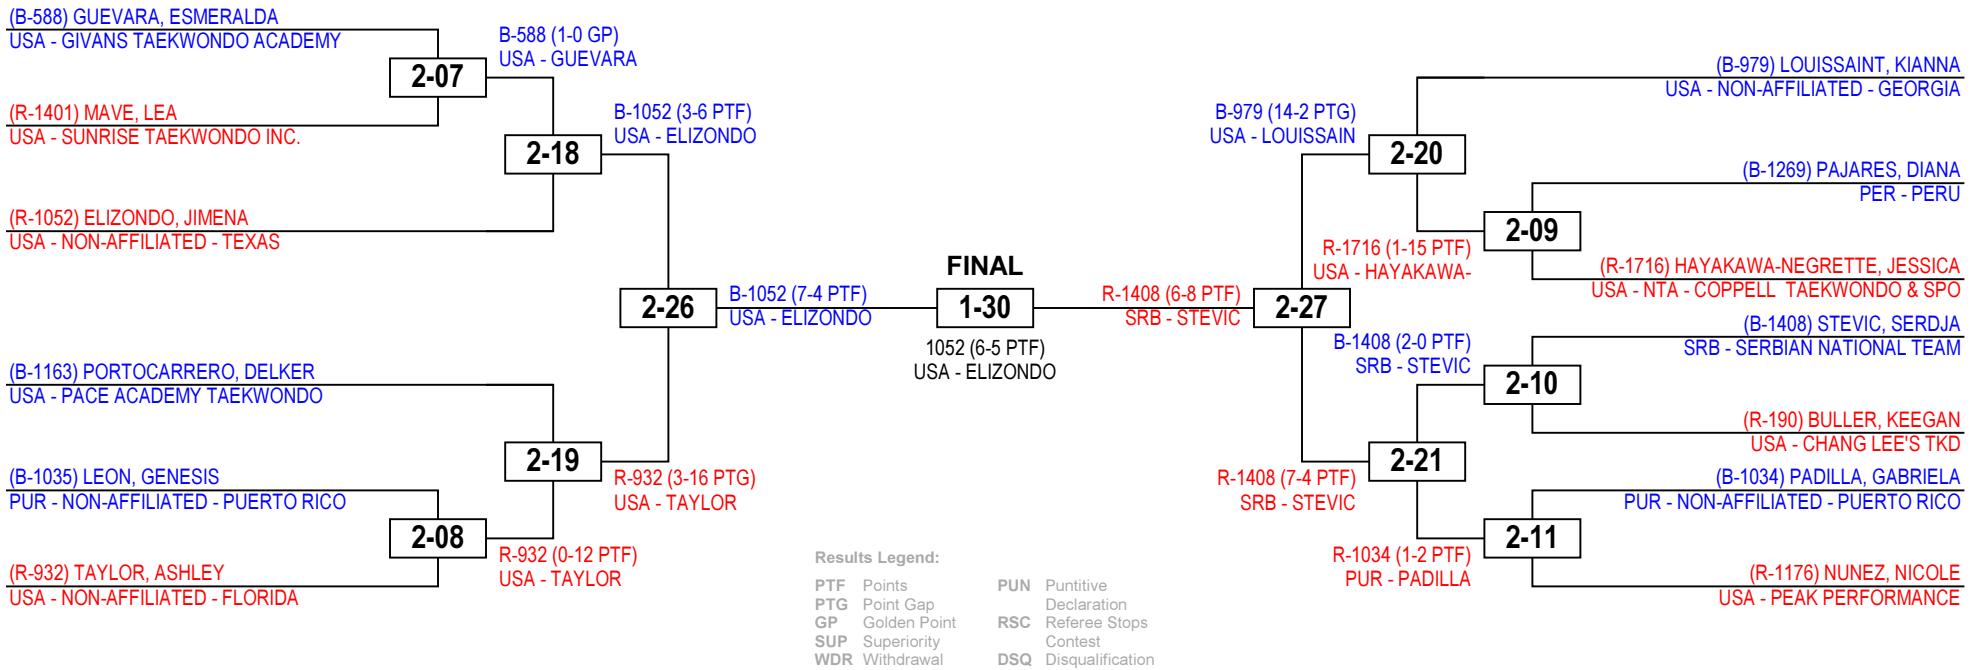 (B-588) GUEVARA, ESMERALDA
USA - GIVANS TAEKWONDO ACADEMY
2-07
B-588 (1-0 GP)
USA - GUEVARA
(R-1401) MAVE, LEA
USA - SUNRISE TAEKWONDO INC.
2-18
B-1052 (3-6 PTF)
USA - ELIZONDO
(R-1052) ELIZONDO, JIMENA
USA - NON-AFFILIATED - TEXAS
2-26
B-1052 (7-4 PTF)
USA - ELIZONDO
(B-1163) PORTOCARRERO, DELKER
USA - PACE ACADEMY TAEKWONDO
2-19
R-932 (3-16 PTG)
USA - TAYLOR
(B-1035) LEON, GENESIS
PUR - NON-AFFILIATED - PUERTO RICO
2-08
R-932 (0-12 PTF)
USA - TAYLOR
(R-932) TAYLOR, ASHLEY
USA - NON-AFFILIATED - FLORIDA
FINAL
1-30
1052 (6-5 PTF)
USA - ELIZONDO
(B-979) LOUISSAINT, KIANNA
USA - NON-AFFILIATED - GEORGIA
B-979 (14-2 PTG)
USA - LOUISSAIN
2-20
(B-1269) PAJARES, DIANA
PER - PERU
2-09
R-1716 (1-15 PTF)
USA - HAYAKAWA-
(R-1716) HAYAKAWA-NEGRETTE, JESSICA
USA - NTA - COPPELL TAEKWONDO & SPO
R-1408 (6-8 PTF)
SRB - STEVIC
2-27
(B-1408) STEVIC, SERDJA
SRB - SERBIAN NATIONAL TEAM
B-1408 (2-0 PTF)
SRB - STEVIC
2-10
(R-190) BULLER, KEEGAN
USA - CHANG LEE'S TKD
R-1408 (7-4 PTF)
SRB - STEVIC
2-21
(B-1034) PADILLA, GABRIELA
PUR - NON-AFFILIATED - PUERTO RICO
2-11
R-1034 (1-2 PTF)
PUR - PADILLA
(R-1176) NUNEZ, NICOLE
USA - PEAK PERFORMANCE
Results Legend:
PTF Points
PTG Point Gap
GP Golden Point
SUP Superiority
WDR Withdrawal
PUN Puntitive
Declaration
RSC Referee Stops
Contest
DSQ Disqualification